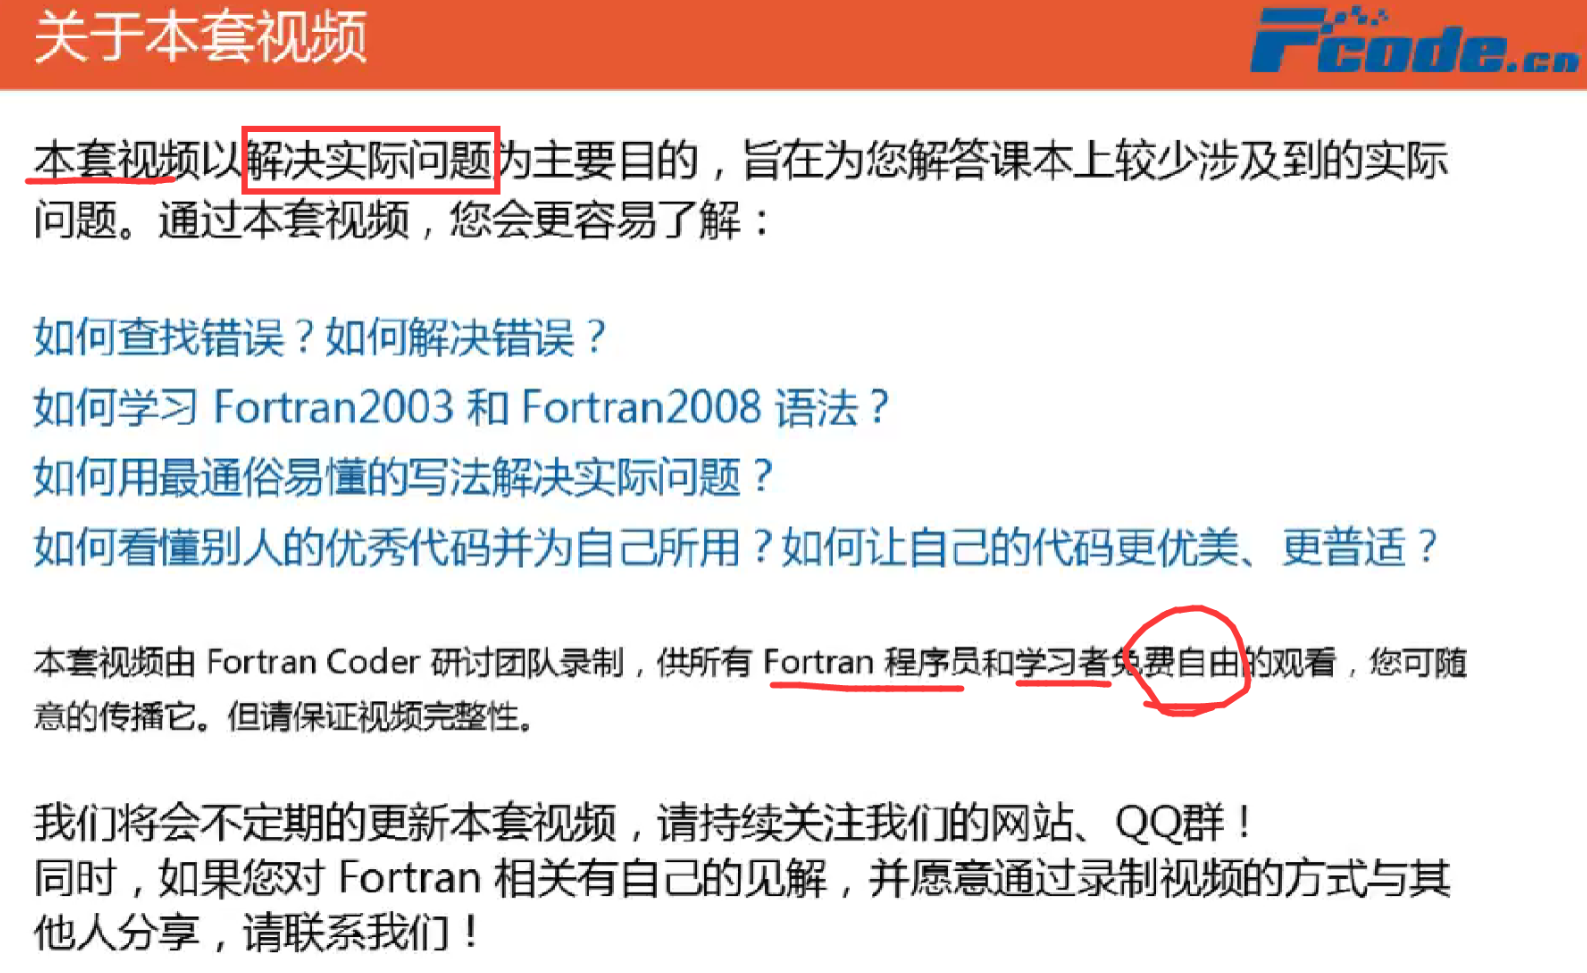 关于本套视频
Fcode.cn
本套视频以解决实际问题为主要目的，旨在为您解答课本上较少涉及到的实际
问题。通过本套视频，您会更容易了解：
如何查找错误？如何解决错误？
如何学习 Fortran2003 和 Fortran2008 语法？
如何用最通俗易懂的写法解决实际问题？
如何看懂别人的优秀代码并为自己所用？如何让自己的代码更优美、更普适？
本套视频由 Fortran Coder 研讨团队录制，供所有 Fortran 程序员和学习者免费自由的观看，您可随
意的传播它。但请保证视频完整性。
我们将会不定期的更新本套视频，请持续关注我们的网站、QQ群！
同时，如果您对 Fortran 相关有自己的见解，并愿意通过录制视频的方式与其
他人分享，请联系我们！